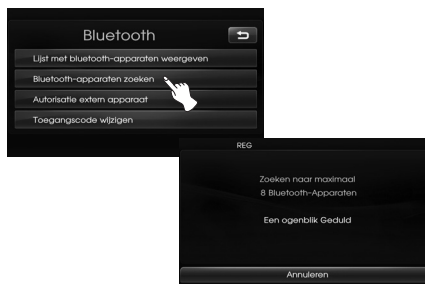 Bluetooth
Lijst met bluetooth-apparaten weergeven
Bluetooth-apparaten zoeken
Autorisatie extern apparaat
Toegangscode wijzigen
REG
Zoeken naar maximaal
8 Bluetooth-Apparaten
Een ogenblik Geduld
Annuleren